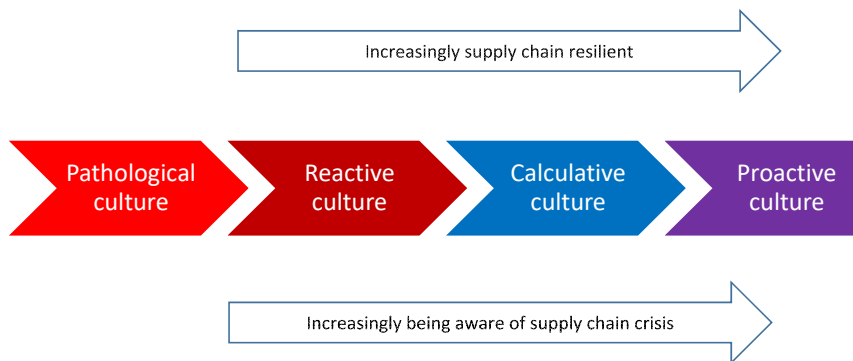 Increasingly supply chain resilient
Pathological
culture
Reactive
culture
Calculative
culture
Proactive
culture
Increasingly being aware of supply chain crisis